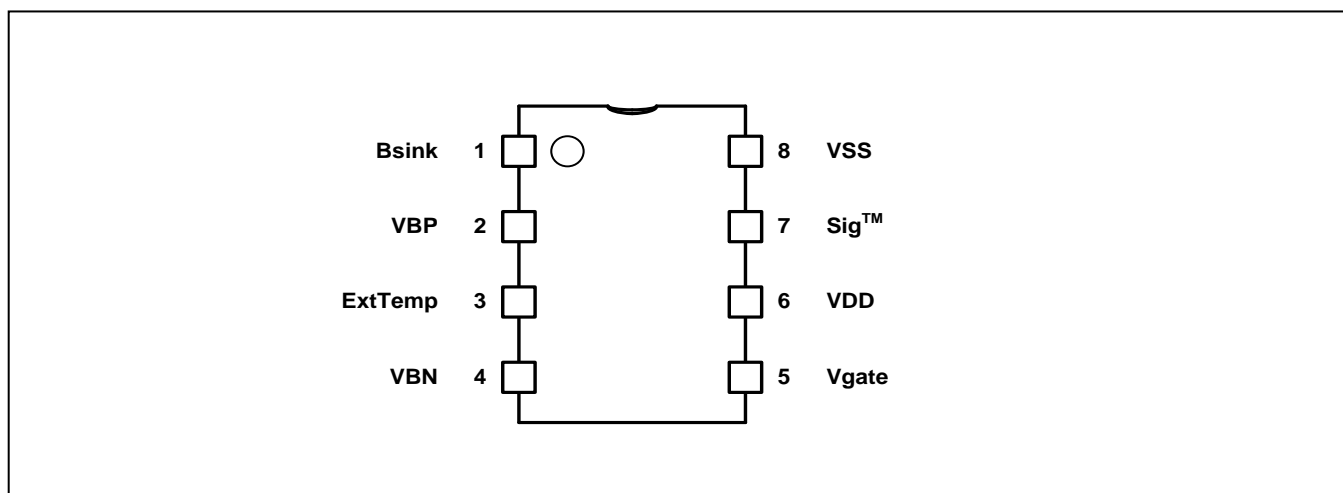 Bsink 1 8 VSS
VBP 2 7 Sig™
ExtTemp 3 6 VDD
VBN 4 5 Vgate